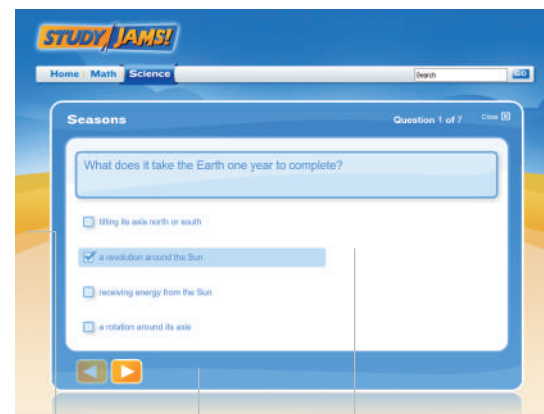 STUDY JAMS!
Home Math Science
Search GO
Seasons
Question 1 of 7 Close
What does it take the Earth one year to complete?
tilting its axis north or south
a revolution around the Sun
receiving energy from the Sun
a rotation around its axis